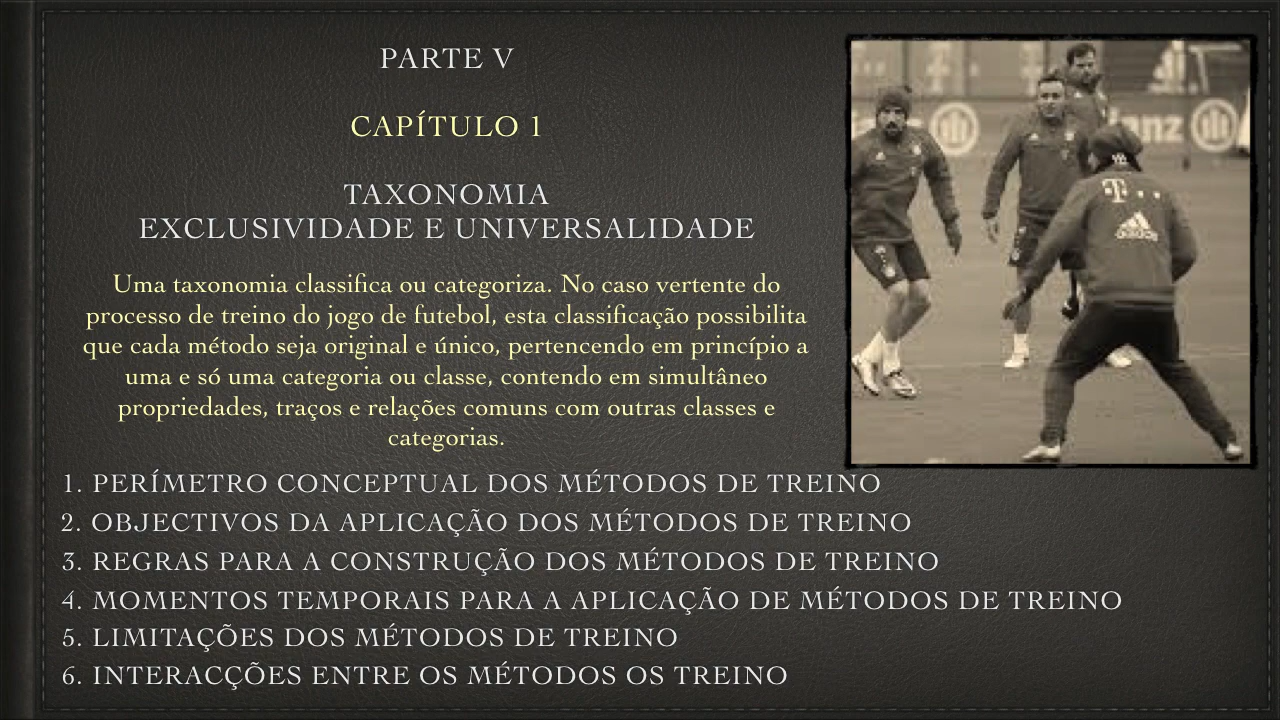 PARTE V
CAPÍTULO 1
TAXONOMIA
EXCLUSIVIDADE E UNIVERSALIDADE
Uma taxonomia classifica ou categoriza. No caso vertente do
processo de treino do jogo de futebol, esta classificação possibilita
que cada método seja original e único, pertencendo em princípio a
uma e só uma categoria ou classe, contendo em simultâneo
propriedades, traços e relações comuns com outras classes e
categorias.
1. PERÍMETRO CONCEPTUAL DOS MÉTODOS DE TREINO
2. OBJECTIVOS DA APLICAÇÃO DOS MÉTODOS DE TREINO
3. REGRAS PARA A CONSTRUÇÃO DOS MÉTODOS DE TREINO
4. MOMENTOS TEMPORAIS PARA A APLICAÇÃO DE MÉTODOS DE TREINO
5. LIMITAÇÕES DOS MÉTODOS DE TREINO
6. INTERACÇÕES ENTRE OS MÉTODOS OS TREINO
anz
T
adidas